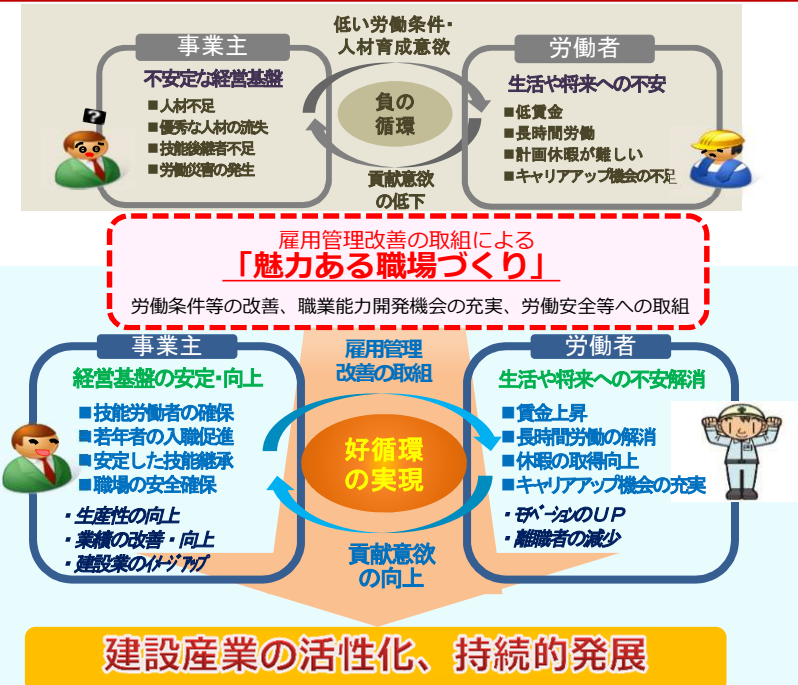 低い労働条件・
人材育成意欲
事業主
不安定な経営基盤
■人材不足
■優秀な人材の流失
■技能後継者不足
■労働災害の発生
?
負の
循環
労働者
生活や将来への不安
■低賃金
■長時間労働
■計画休暇が難しい
■キャリアアップ機会の不足
貢献意欲
の低下
雇用管理改善の取組による
「魅力ある職場づくり」
労働条件等の改善、職業能力開発機会の充実、労働安全等への取組
事業主
経営基盤の安定・向上
■技能労働者の確保
■若年者の入職促進
■安定した技能継承
■職場の安全確保
・生産性の向上
・業績の改善・向上
・建設業のｲﾒｰｼﾞｱｯﾌﾟ
雇用管理
改善の取組
好循環
の実現
貢献意欲
の向上
労働者
生活や将来への不安解消
■賃金上昇
■長時間労働の解消
■休暇の取得向上
■キャリアアップ機会の充実
・ﾓﾁﾍﾞｰｼｮﾝのＵＰ
・離職者の減少
建設産業の活性化、持続的発展